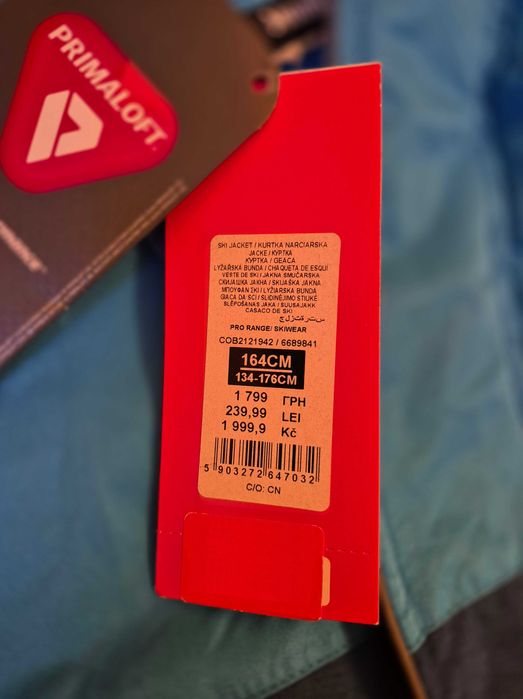 PRIMALOFT
SKI JACKET / KURTKA NARCIARSKA
JACKE / КУРТКА
КУРТКА / GEACA
LYŽAŘSKA BUNDA / CHAQUETA DE ESQUI
VESTE DE SKI / JAKNA SMUČARSKA
СКИЈАШКА ЈАКНА / SKIJAŠKA JAKNA
ΜΠΟΥΦΑΝ ΣΚΙ / LYŽIARSKA BUNDA
GIACA DA SCI / SLIDINĖJIMO STIUKĖ
SLĒPOŠANAS JAKA / SUUSAJAKK
CASACO DE SKI
PRO RANGE/ SKIWEAR
COB2121942 / 6689841
164CM
134-176CM
1 799 ГРН
239,99 LEI
1 999,9 Kč
5 903272 647032
C/O: CN